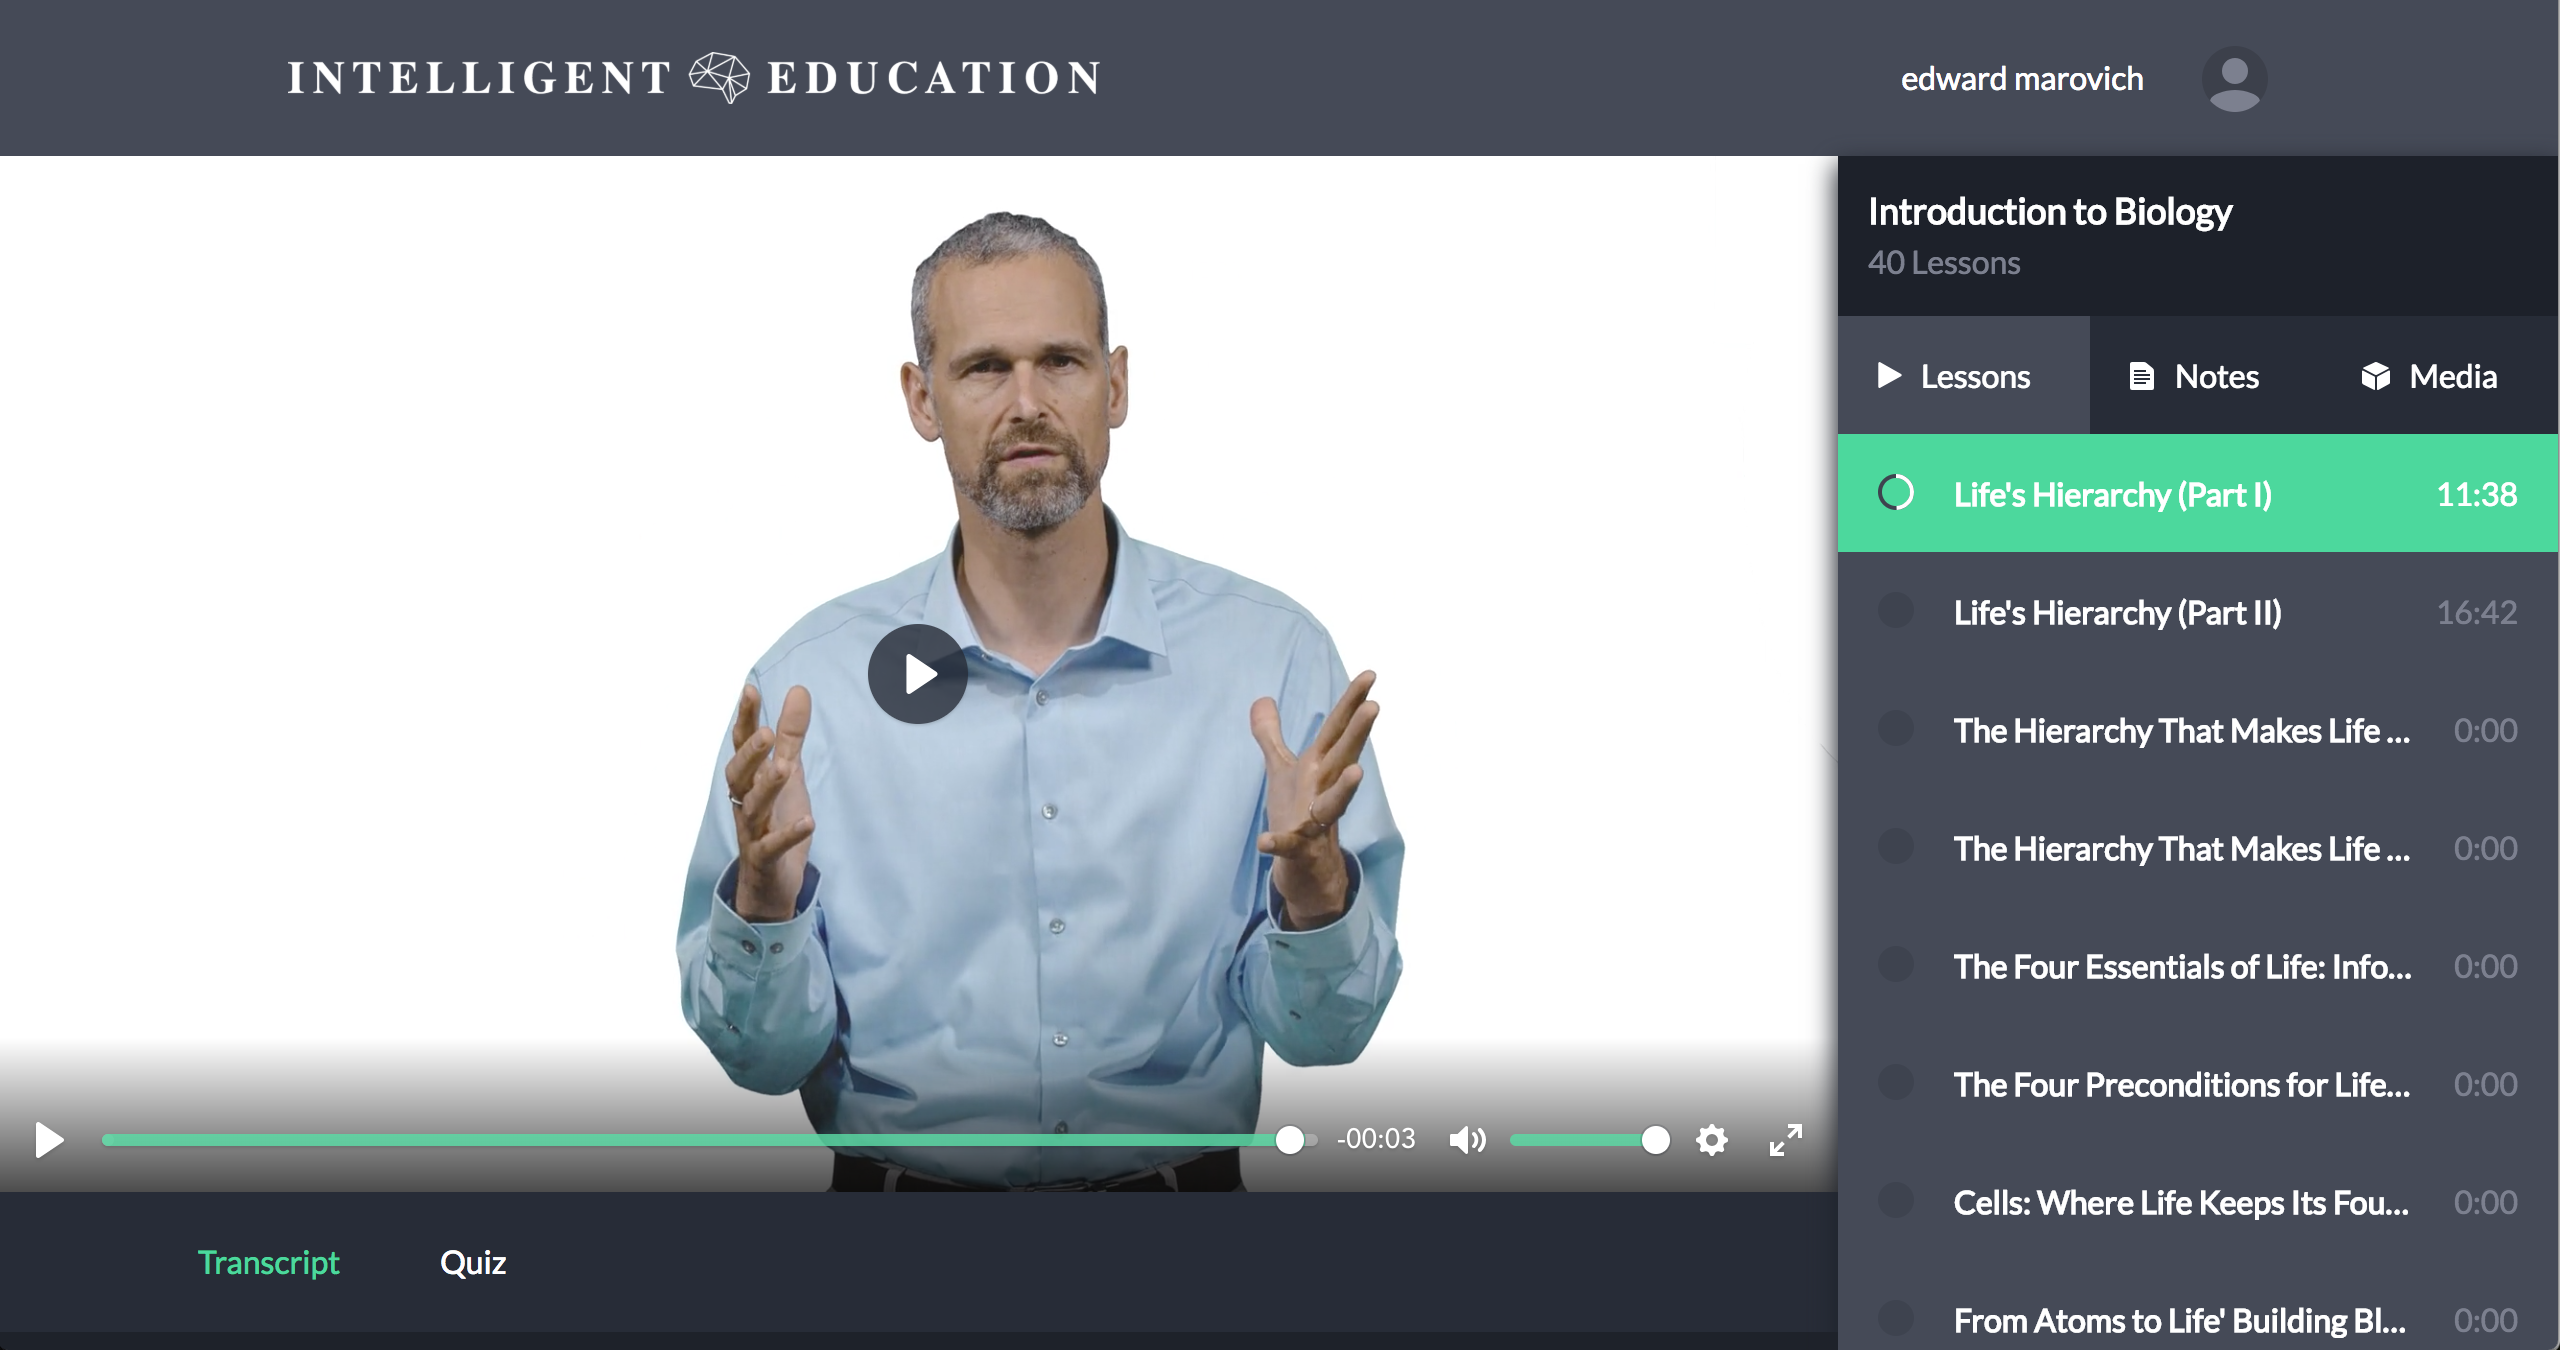 INTELLIGENT EDUCATION
edward marovich
Introduction to Biology
40 Lessons
Lessons Notes Media
Life's Hierarchy (Part I) 11:38
Life's Hierarchy (Part II) 16:42
The Hierarchy That Makes Life ... 0:00
The Hierarchy That Makes Life ... 0:00
The Four Essentials of Life: Info... 0:00
The Four Preconditions for Life... 0:00
Cells: Where Life Keeps Its Fou... 0:00
From Atoms to Life' Building Bl... 0:00
-00:03
Transcript Quiz